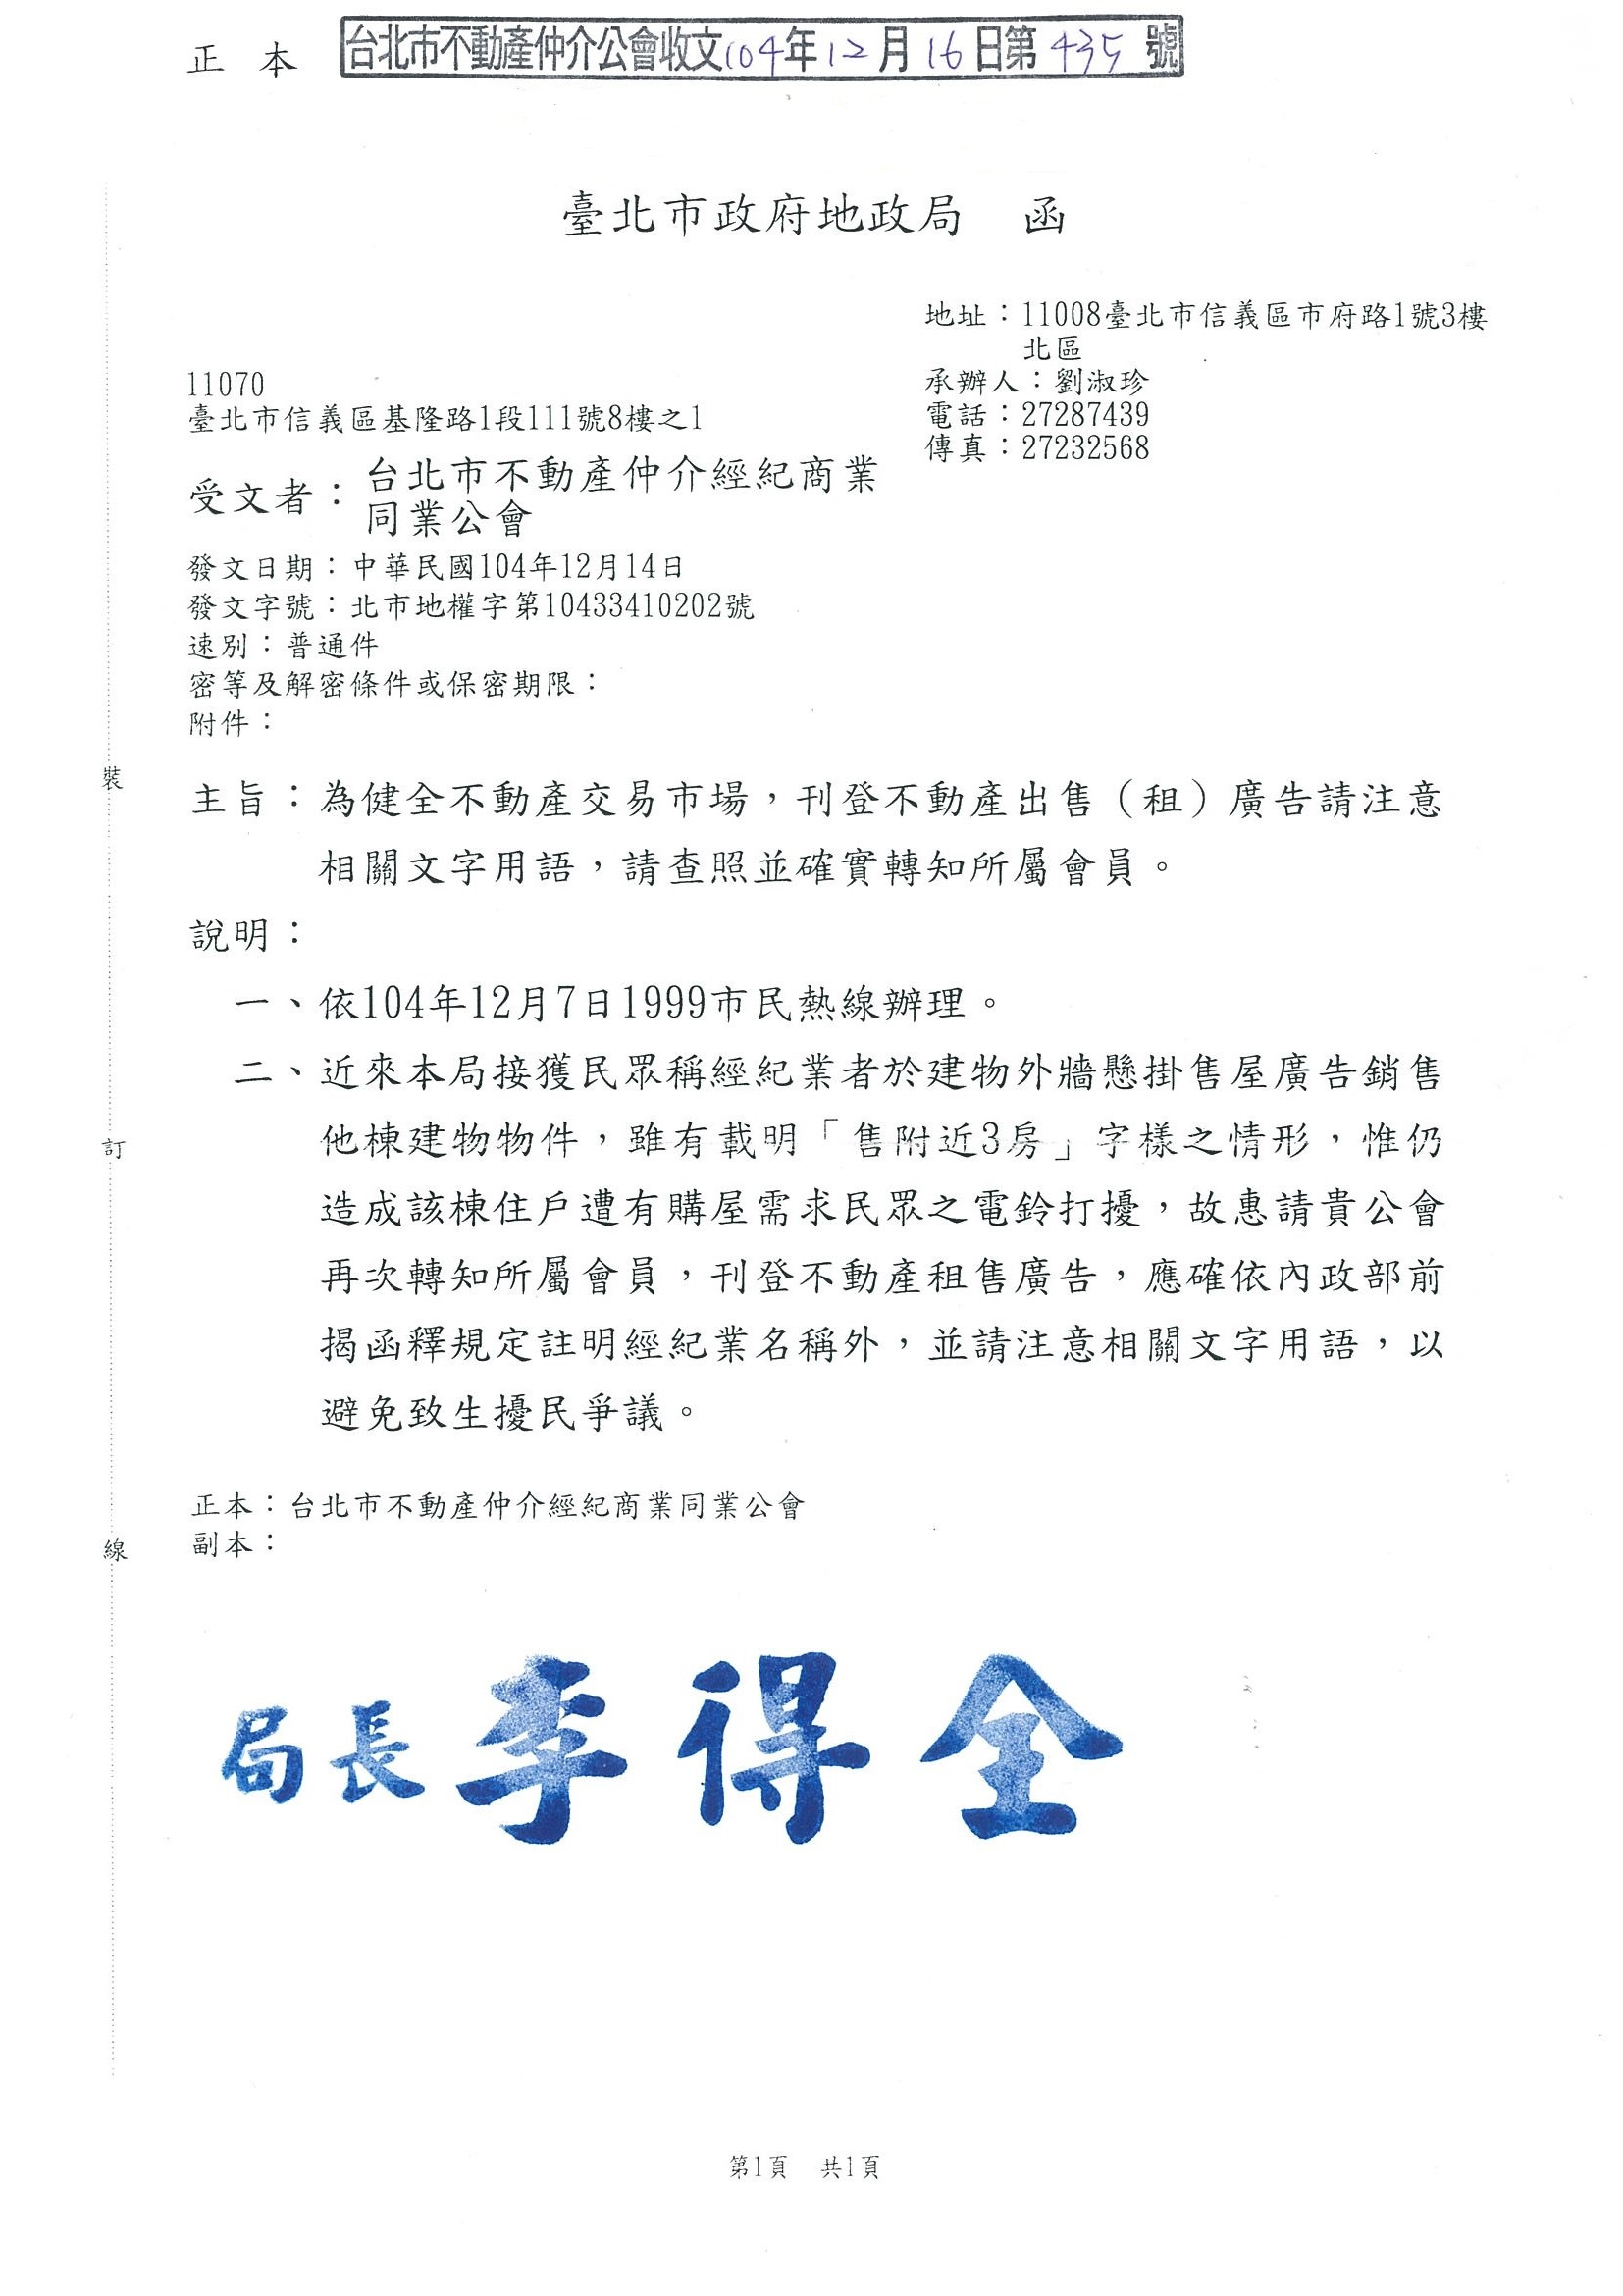 正本
台北市不動產仲介公會收文104年12月16日第435號
臺北市政府地政局 函
地址：11008臺北市信義區市府路1號3樓
北區
承辦人：劉淑珍
電話：27287439
傳真：27232568
11070
臺北市信義區基隆路1段111號8樓之1
受文者：台北市不動產仲介經紀商業
同業公會
發文日期：中華民國104年12月14日
發文字號：北市地權字第10433410202號
速別：普通件
密等及解密條件或保密期限：
附件：
主旨：為健全不動產交易市場，刊登不動產出售（租）廣告請注意
相關文字用語，請查照並確實轉知所屬會員。
說明：
一、依104年12月7日1999市民熱線辦理。
二、近來本局接獲民眾稱經紀業者於建物外牆懸掛售屋廣告銷售
他棟建物物件，雖有載明「售附近3房」字樣之情形，惟仍
造成該棟住戶遭有購屋需求民眾之電鈴打擾，故惠請貴公會
再次轉知所屬會員，刊登不動產租售廣告，應確依內政部前
揭函釋規定註明經紀業名稱外，並請注意相關文字用語，以
避免致生擾民爭議。
正本：台北市不動產仲介經紀商業同業公會
副本：
局長李得全
裝
訂
線
第1頁 共1頁